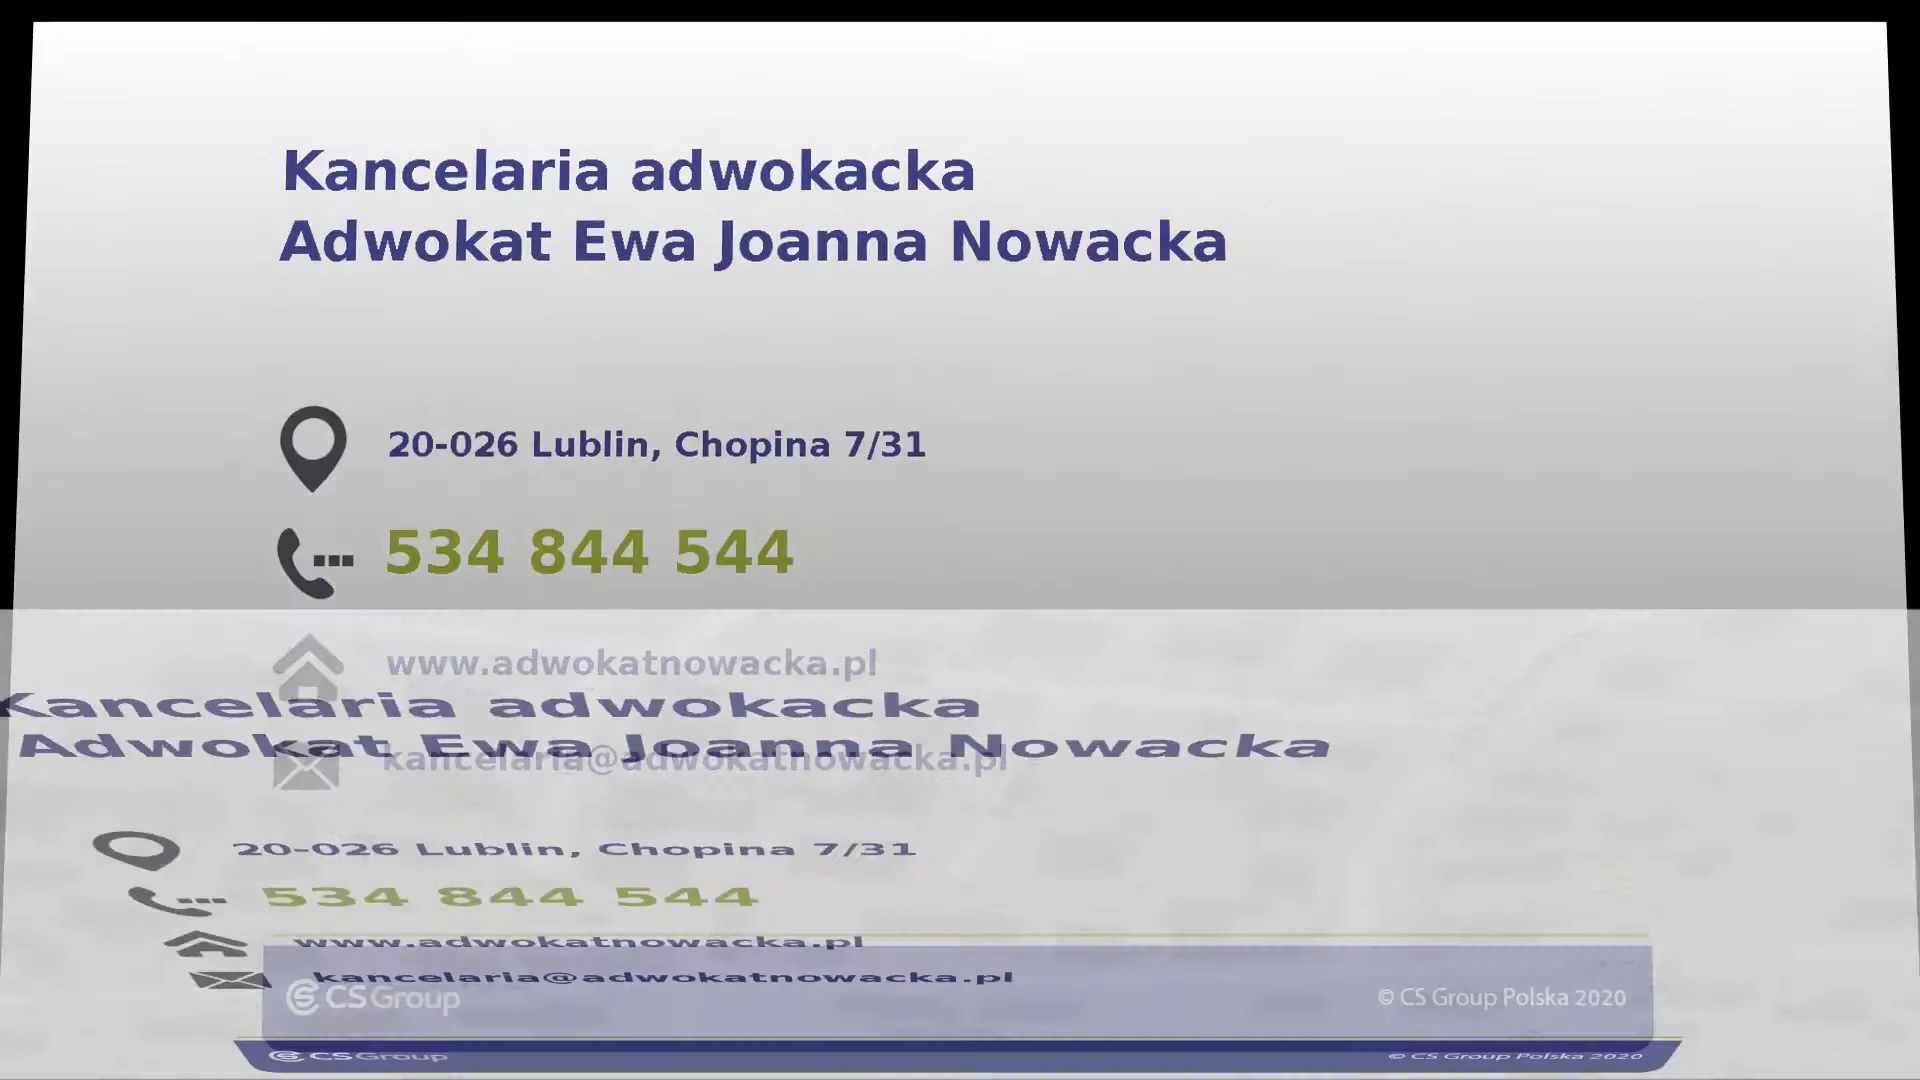 Kancelaria adwokacka
Adwokat Ewa Joanna Nowacka
20-026 Lublin, Chopina 7/31
534 844 544
www.adwokatnowacka.pl
kancelaria@adwokatnowacka.pl
Kancelaria adwokacka
Adwokat Ewa Joanna Nowacka
20-026 Lublin, Chopina 7/31
534 844 544
www.adwokatnowacka.pl
kancelaria@adwokatnowacka.pl
CS Group
© CS Group Polska 2020
CS Group
© CS Group Polska 2020